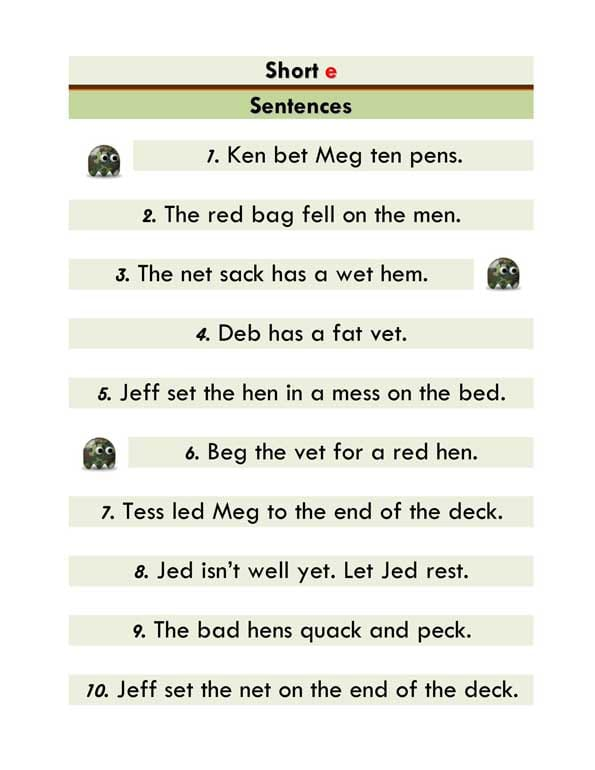 Short e
Sentences
1. Ken bet Meg ten pens.
2. The red bag fell on the men.
3. The net sack has a wet hem.
4. Deb has a fat vet.
5. Jeff set the hen in a mess on the bed.
6. Beg the vet for a red hen.
7. Tess led Meg to the end of the deck.
8. Jed isn’t well yet. Let Jed rest.
9. The bad hens quack and peck.
10. Jeff set the net on the end of the deck.